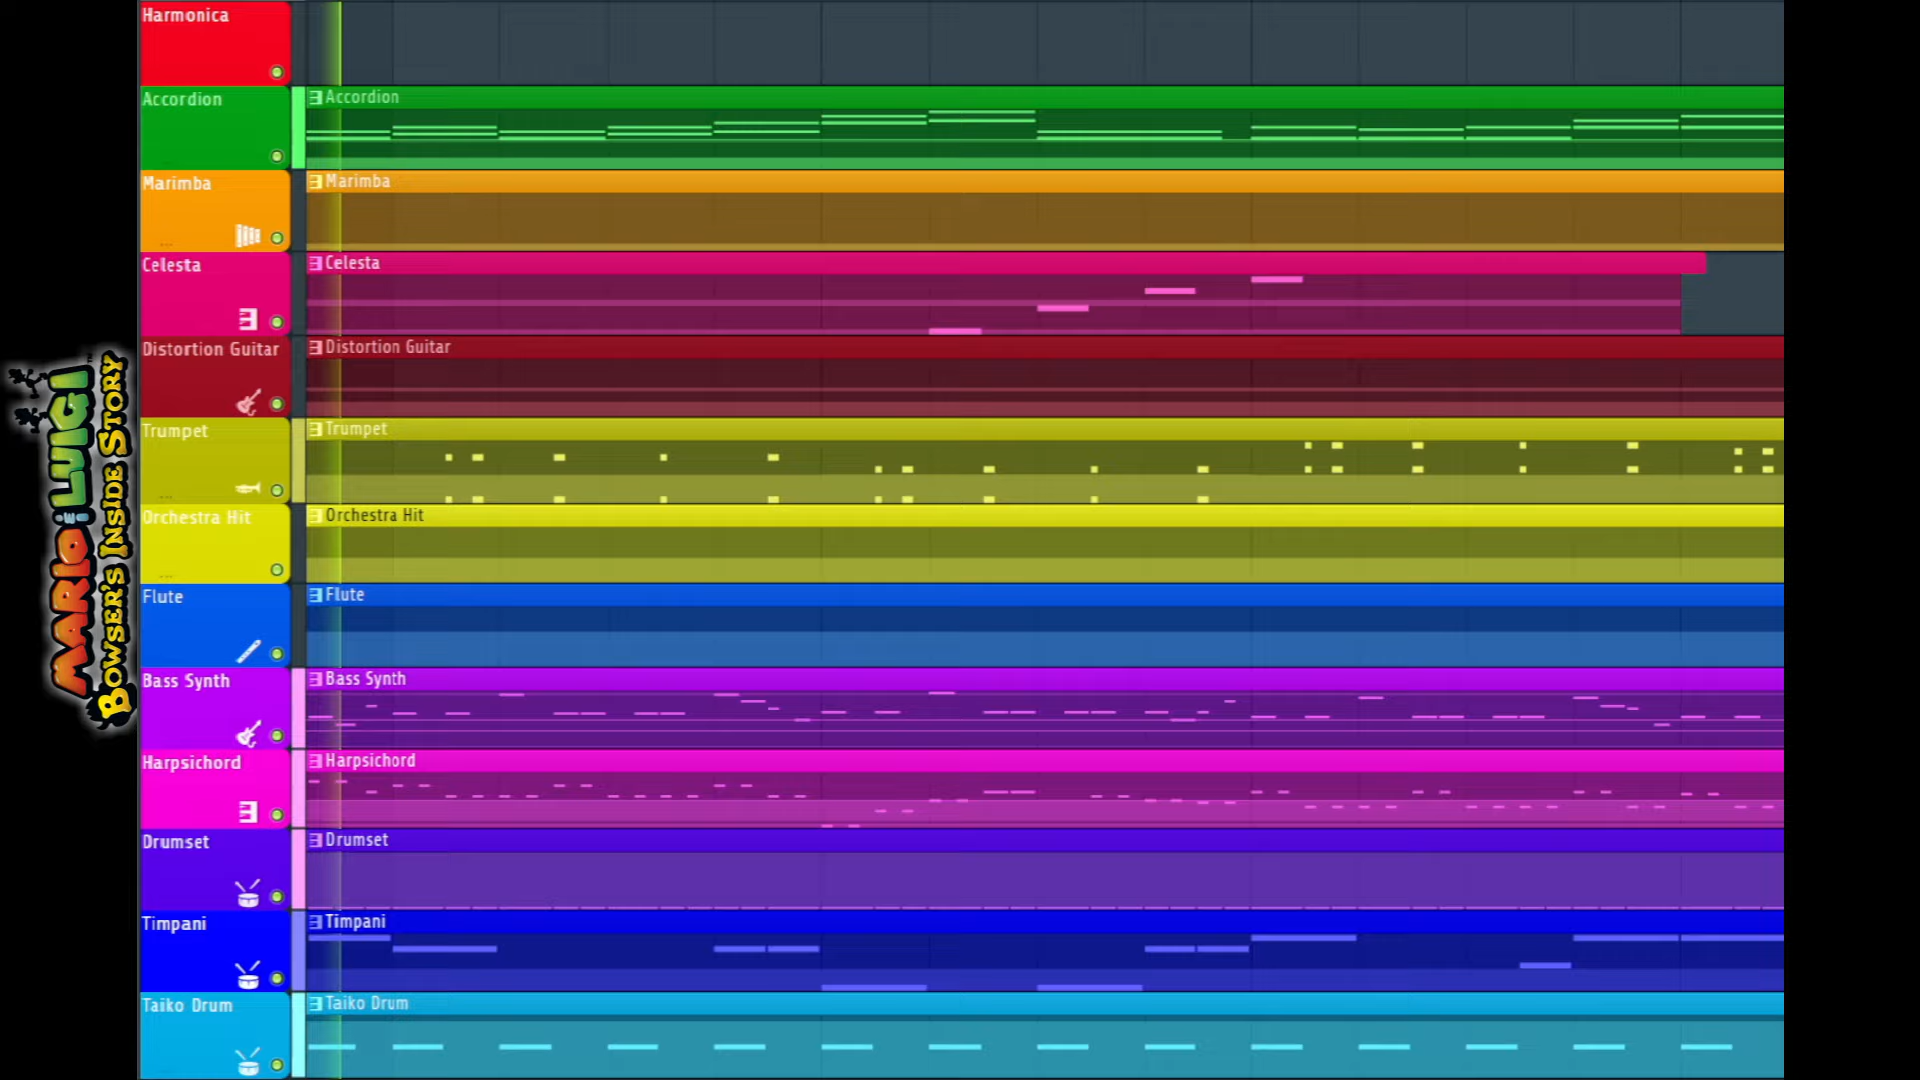 Harmonica
Accordion
Accordion
Marimba
Marimba
Celesta
Celesta
Distortion Guitar
Distortion Guitar
Trumpet
Trumpet
Orchestra Hit
Orchestra Hit
Flute
Flute
Bass Synth
Bass Synth
Harpsichord
Harpsichord
Drumset
Drumset
Timpani
Timpani
Taiko Drum
Taiko Drum
MARIO & LUIGI™
BOWSER'S INSIDE STORY